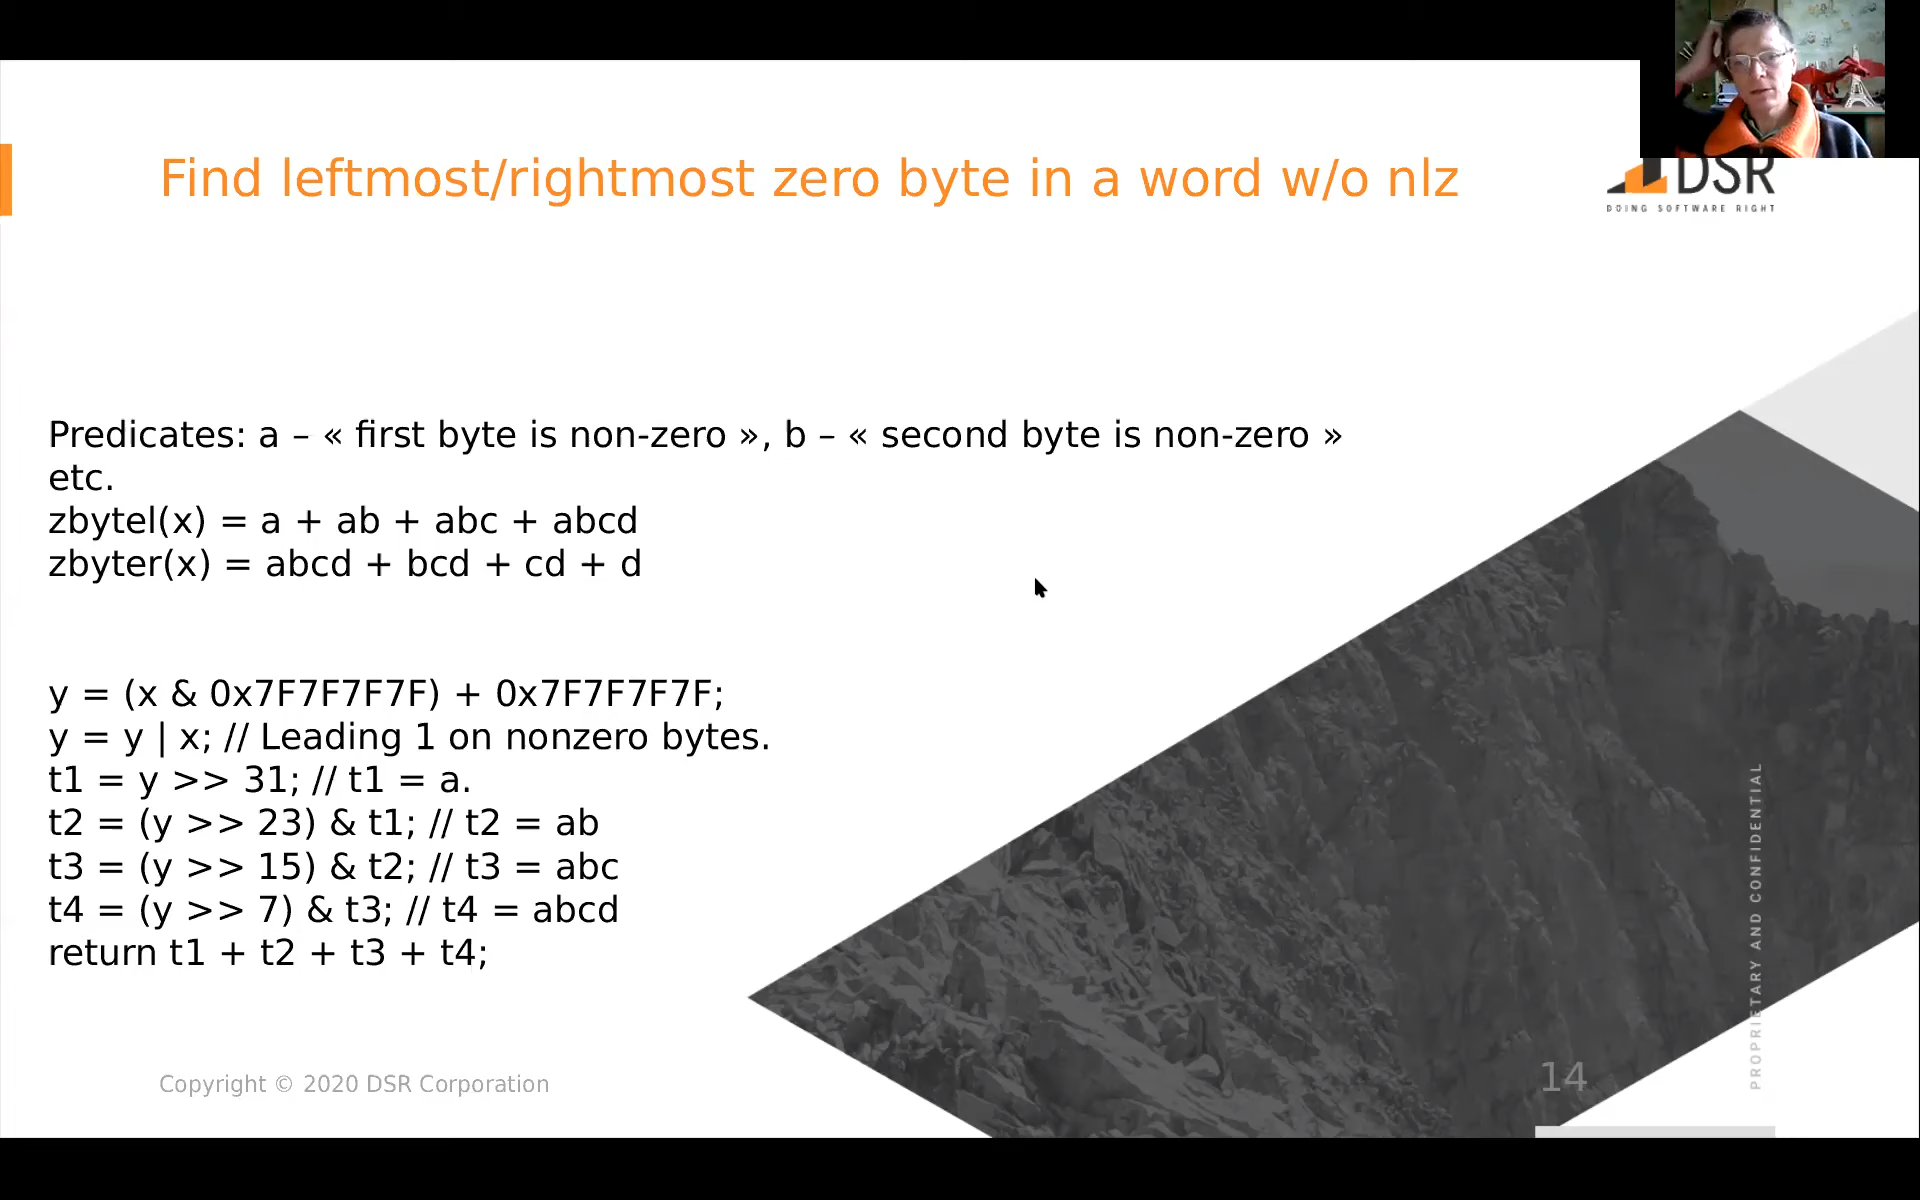 Find leftmost/rightmost zero byte in a word w/o nlz
DSR
DOING SOFTWARE RIGHT
Predicates: a – « first byte is non-zero », b – « second byte is non-zero »
etc.
zbytel(x) = a + ab + abc + abcd
zbyter(x) = abcd + bcd + cd + d
y = (x & 0x7F7F7F7F) + 0x7F7F7F7F;
y = y | x; // Leading 1 on nonzero bytes.
t1 = y >> 31; // t1 = a.
t2 = (y >> 23) & t1; // t2 = ab
t3 = (y >> 15) & t2; // t3 = abc
t4 = (y >> 7) & t3; // t4 = abcd
return t1 + t2 + t3 + t4;
PROPRIETARY AND CONFIDENTIAL
Copyright © 2020 DSR Corporation
14